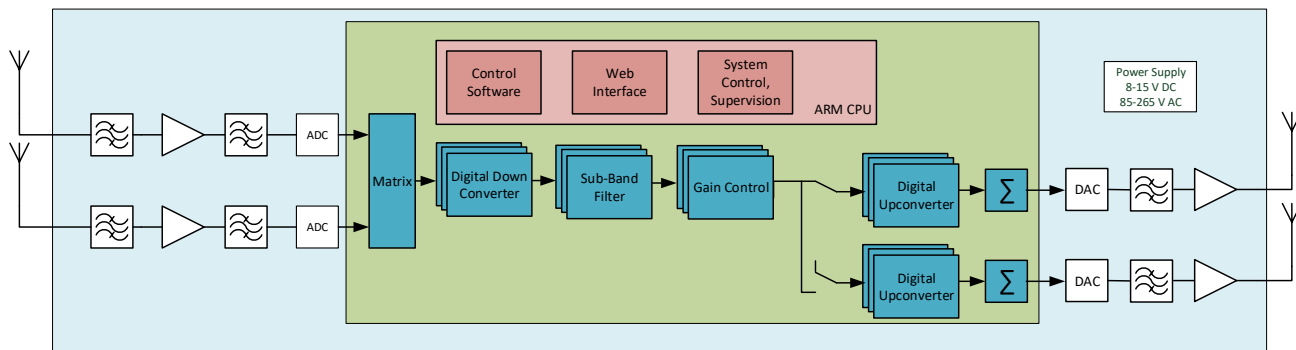 Control
Software
Web
Interface
System
Control,
Supervision
ARM CPU
Power Supply
8-15 V DC
85-265 V AC
ADC
ADC
Matrix
Digital Down
Converter
Sub-Band
Filter
Gain Control
Digital
Upconverter
∑
DAC
Digital
Upconverter
∑
DAC